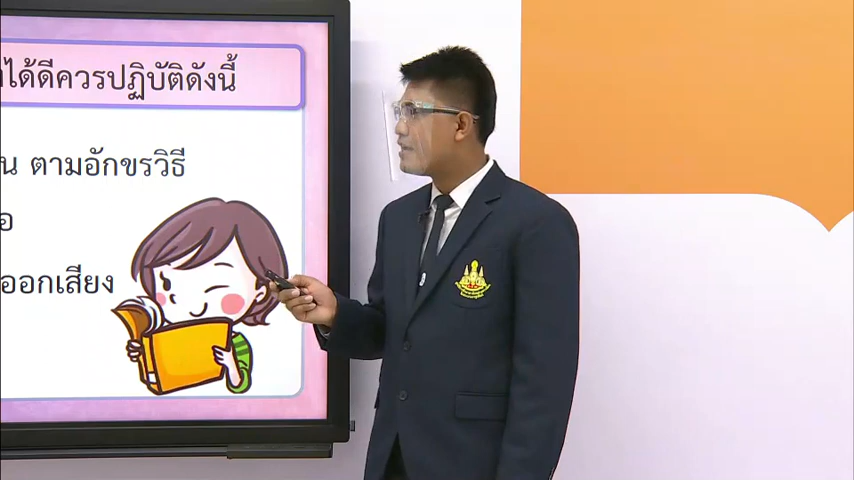 ได้ดีควรปฏิบัติดังนี้
น ตามอักขรวิธี
อ
ออกเสียง